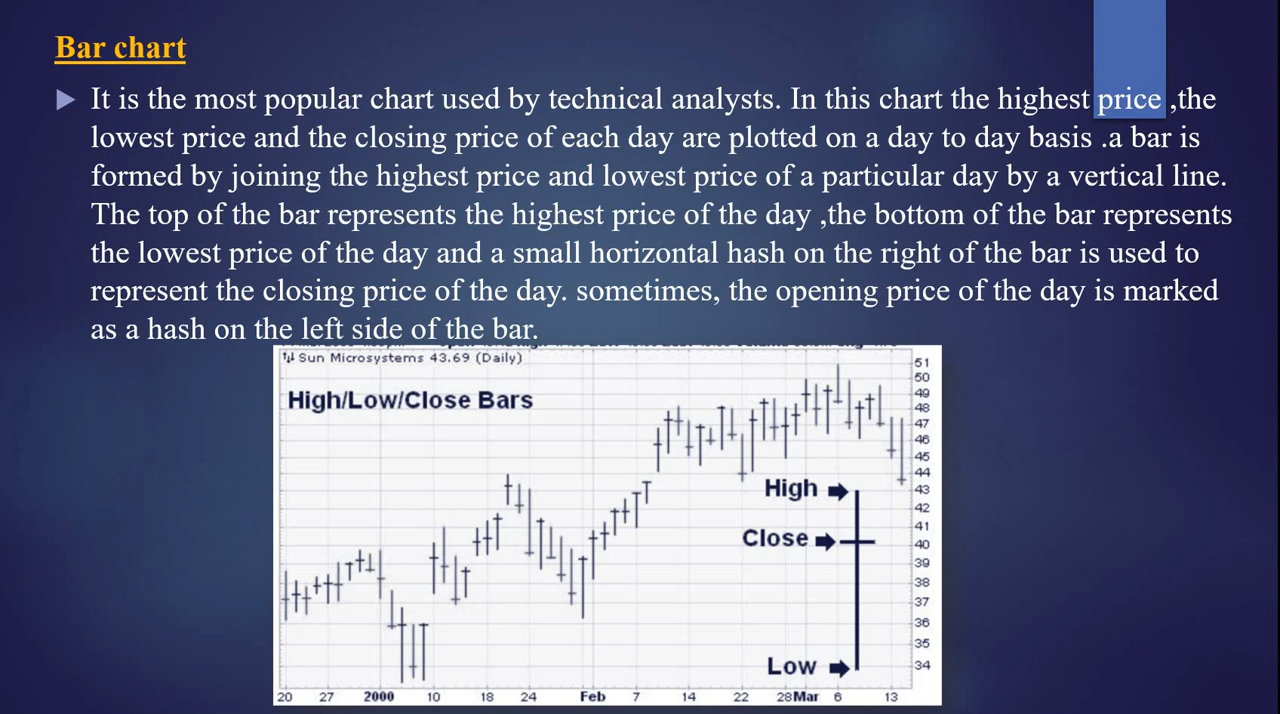 Bar chart
It is the most popular chart used by technical analysts. In this chart the highest price ,the
lowest price and the closing price of each day are plotted on a day to day basis .a bar is
formed by joining the highest price and lowest price of a particular day by a vertical line.
The top of the bar represents the highest price of the day ,the bottom of the bar represents
the lowest price of the day and a small horizontal hash on the right of the bar is used to
represent the closing price of the day. sometimes, the opening price of the day is marked
as a hash on the left side of the bar.
Sun Microsystems 43.69 (Daily)
High/Low/Close Bars
51
50
49
48
47
46
45
44
43
42
41
40
39
38
37
36
35
34
High
Close
Low
20 27 2000 10 18 24 Feb 7 14 22 28 Mar 6 13